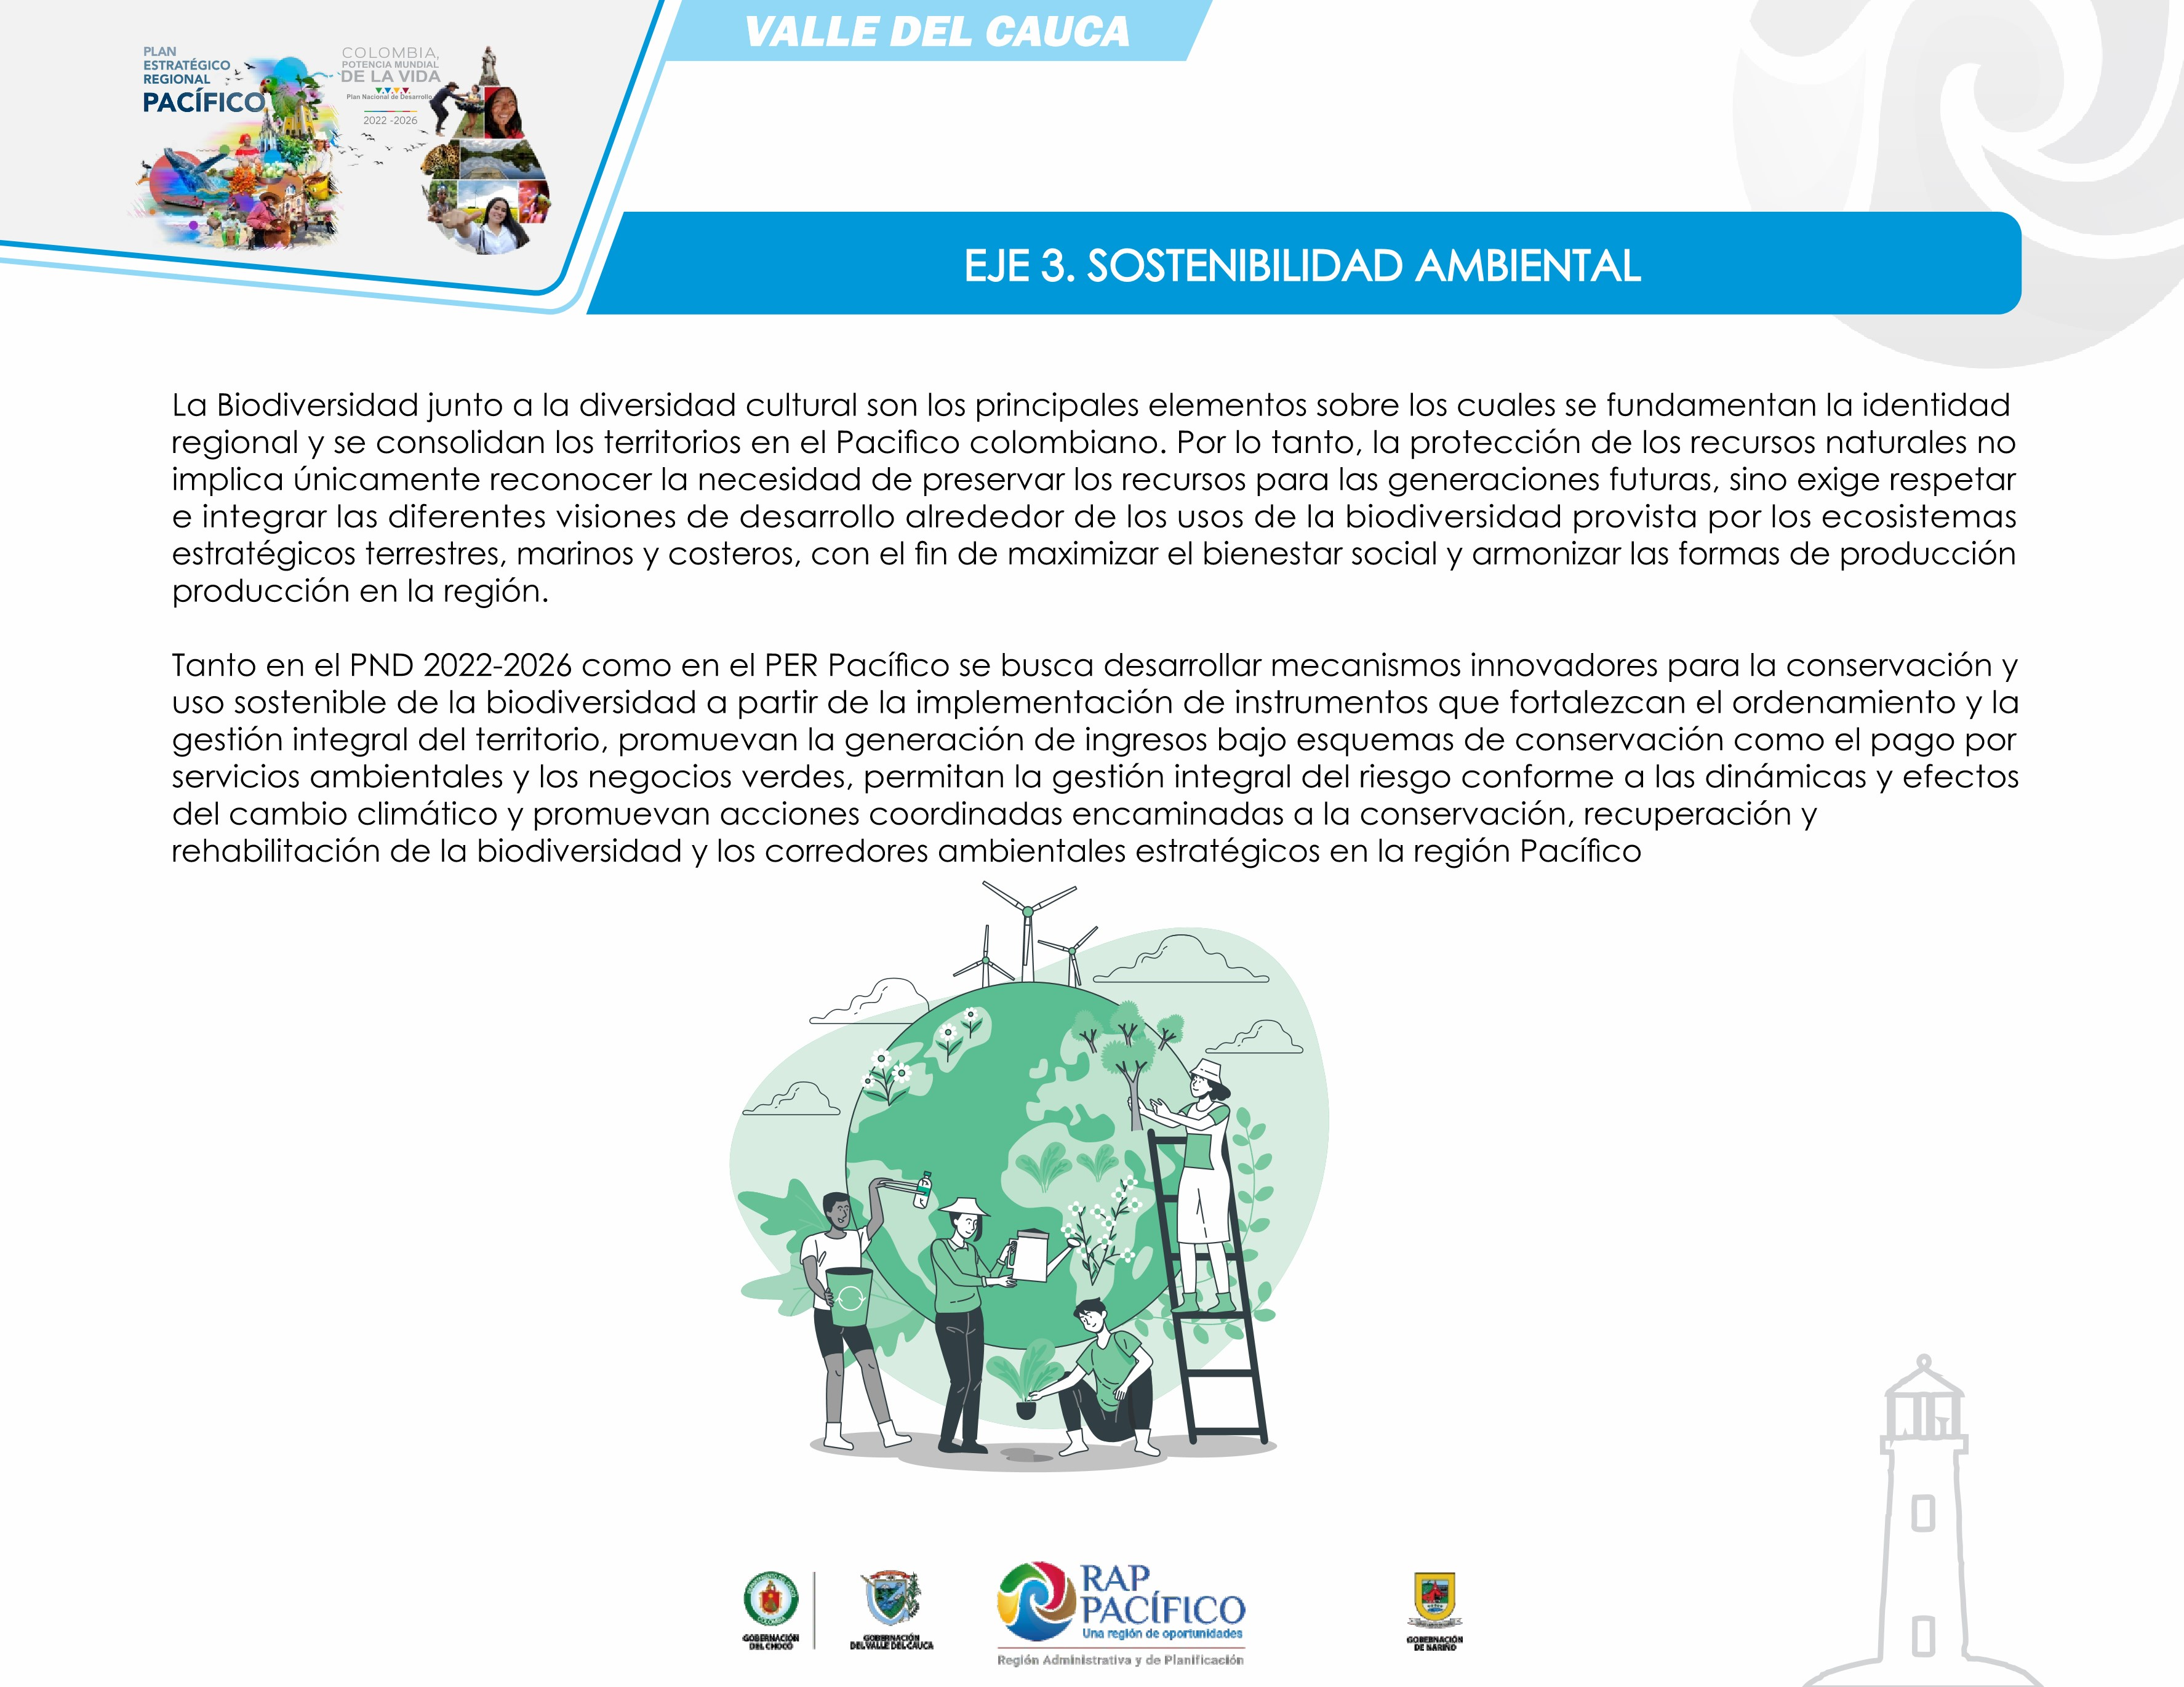 VALLE DEL CAUCA
PLAN
ESTRATÉGICO
REGIONAL
PACÍFICO
COLOMBIA,
POTENCIA MUNDIAL
DE LA VIDA
Plan Nacional de Desarrollo
2022 -2026
EJE 3. SOSTENIBILIDAD AMBIENTAL
La Biodiversidad junto a la diversidad cultural son los principales elementos sobre los cuales se fundamentan la identidad
regional y se consolidan los territorios en el Pacifico colombiano. Por lo tanto, la protección de los recursos naturales no
implica únicamente reconocer la necesidad de preservar los recursos para las generaciones futuras, sino exige respetar
e integrar las diferentes visiones de desarrollo alrededor de los usos de la biodiversidad provista por los ecosistemas
estratégicos terrestres, marinos y costeros, con el fin de maximizar el bienestar social y armonizar las formas de producción
producción en la región.
Tanto en el PND 2022-2026 como en el PER Pacífico se busca desarrollar mecanismos innovadores para la conservación y
uso sostenible de la biodiversidad a partir de la implementación de instrumentos que fortalezcan el ordenamiento y la
gestión integral del territorio, promuevan la generación de ingresos bajo esquemas de conservación como el pago por
servicios ambientales y los negocios verdes, permitan la gestión integral del riesgo conforme a las dinámicas y efectos
del cambio climático y promuevan acciones coordinadas encaminadas a la conservación, recuperación y
rehabilitación de la biodiversidad y los corredores ambientales estratégicos en la región Pacífico
GOBERNACIÓN
DEL CHOCÓ
GOBERNACIÓN
DEL VALLE DEL CAUCA
RAP
PACÍFICO
Una región de oportunidades
Región Administrativa y de Planificación
GOBERNACIÓN
DE NARIÑO